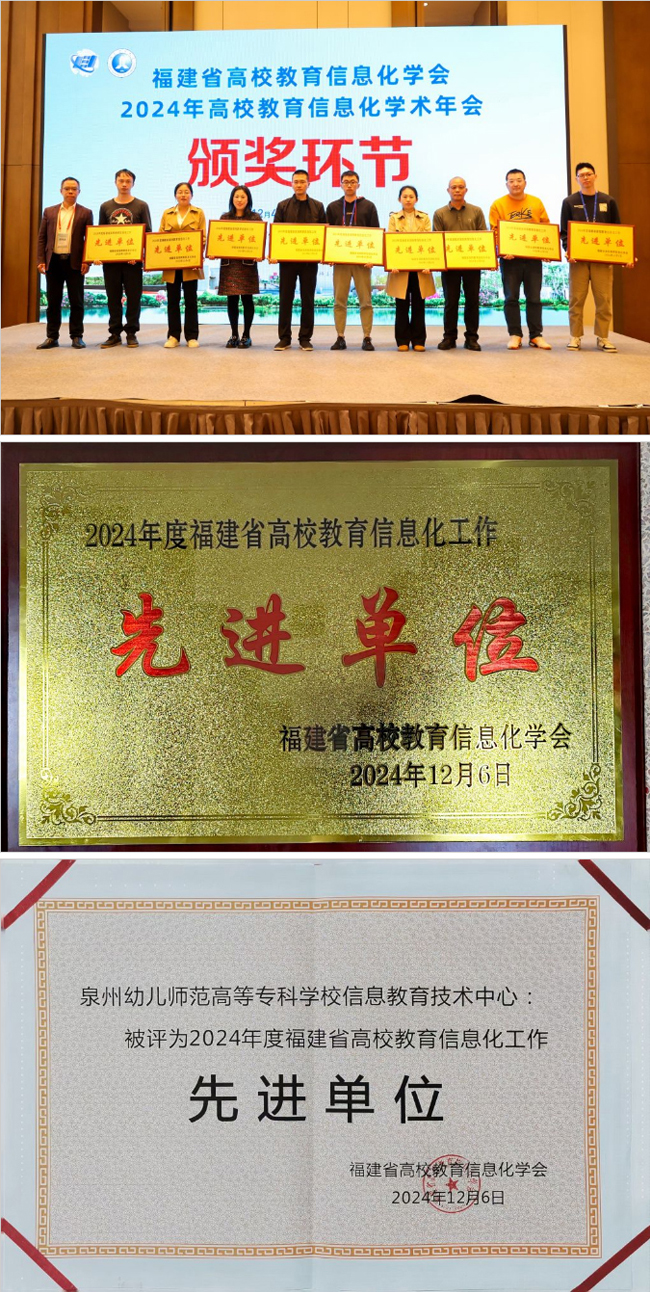 福建省高校教育信息化学会
2024年高校教育信息化学术年会
颁奖环节
先进单位
先进单位
先进单位
先进单位
先进单位
先进单位
先进单位
先进单位
先进单位
2024年度福建省高校教育信息化工作
先进单位
福建省高校教育信息化学会
2024年12月6日
泉州幼儿师范高等专科学校信息教育技术中心：
被评为2024年度福建省高校教育信息化工作
先进单位
福建省高校教育信息化学会
2024年12月6日